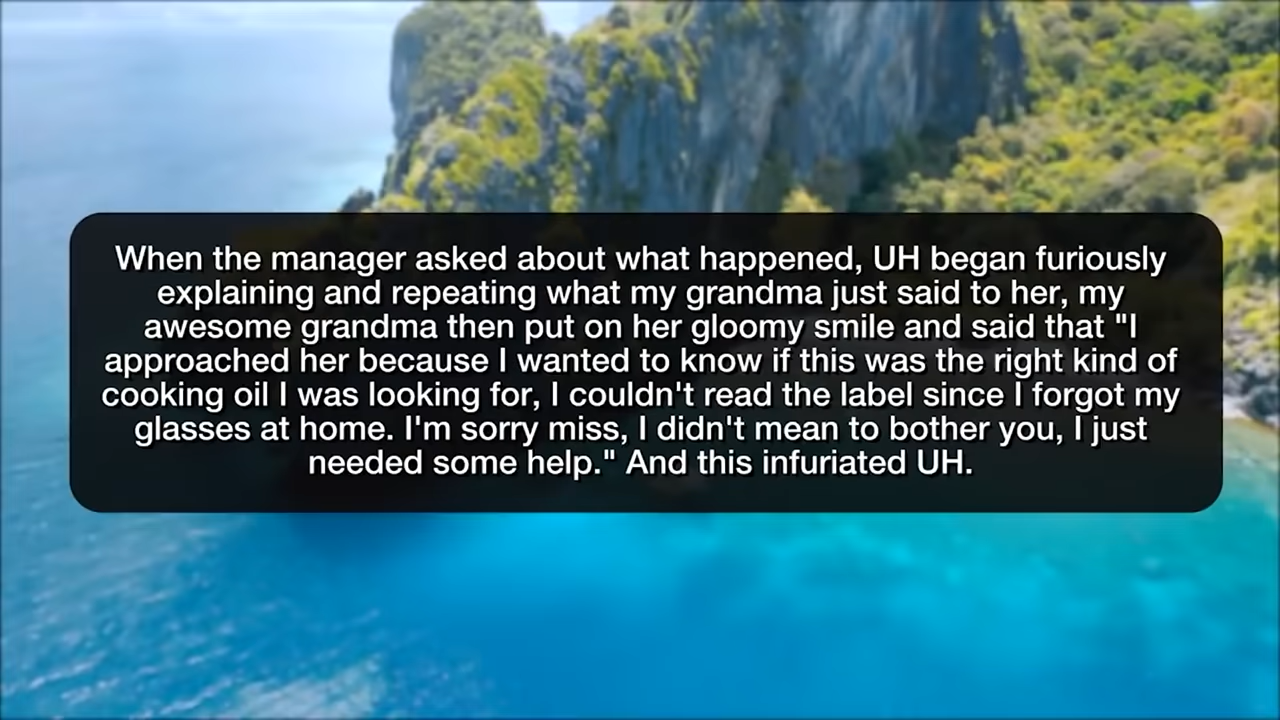 When the manager asked about what happened, UH began furiously
explaining and repeating what my grandma just said to her, my
awesome grandma then put on her gloomy smile and said that "I
approached her because I wanted to know if this was the right kind of
cooking oil I was looking for, I couldn't read the label since I forgot my
glasses at home. I'm sorry miss, I didn't mean to bother you, I just
needed some help." And this infuriated UH.